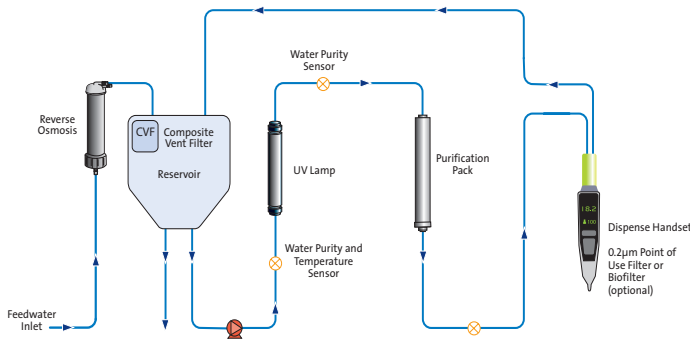 Water Purity
Sensor
Reverse
Osmosis
CVF
Composite
Vent Filter
Reservoir
UV Lamp
Purification
Pack
18.2
100
Dispense Handset
0.2µm Point of
Use Filter or
Biofilter
(optional)
Water Purity and
Temperature
Sensor
Feedwater
Inlet